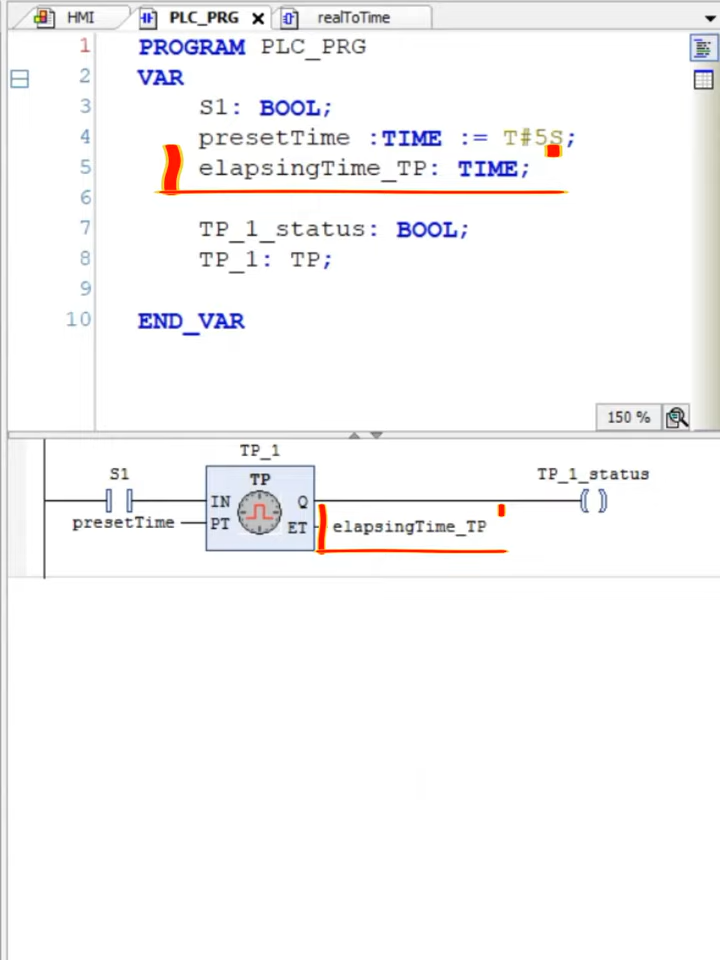 HMI PLC_PRG realToTime
1 PROGRAM PLC_PRG
2 VAR
3 S1: BOOL;
4 presetTime :TIME := T#5S;
5 elapsingTime_TP: TIME;
6
7 TP_1_status: BOOL;
8 TP_1: TP;
9
10 END_VAR
150 %
TP_1
S1 TP TP_1_status
IN Q
presetTime PT ET elapsingTime_TP